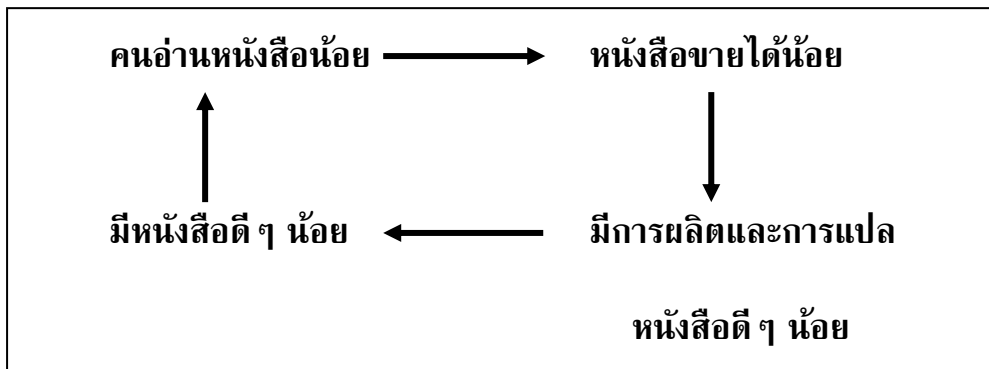 คนอ่านหนังสือน้อย
หนังสือขายได้น้อย
มีหนังสือดี ๆ น้อย
มีการผลิตและการแปล
หนังสือดี ๆ น้อย